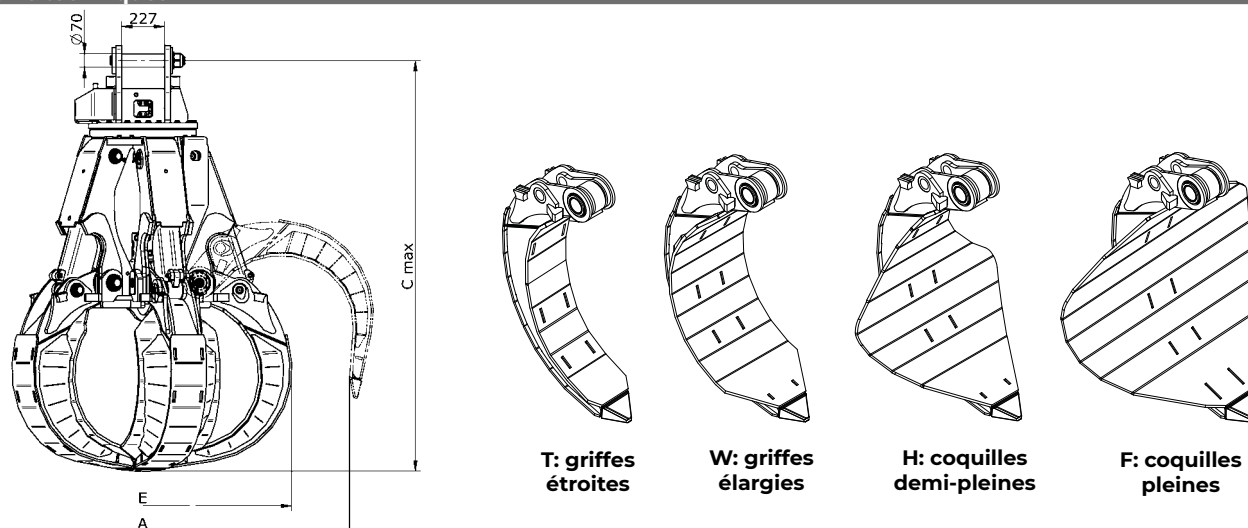 227
Ø70
C max
E
A
T: griffes
étroites
W: griffes
élargies
H: coquilles
demi-pleines
F: coquilles
pleines